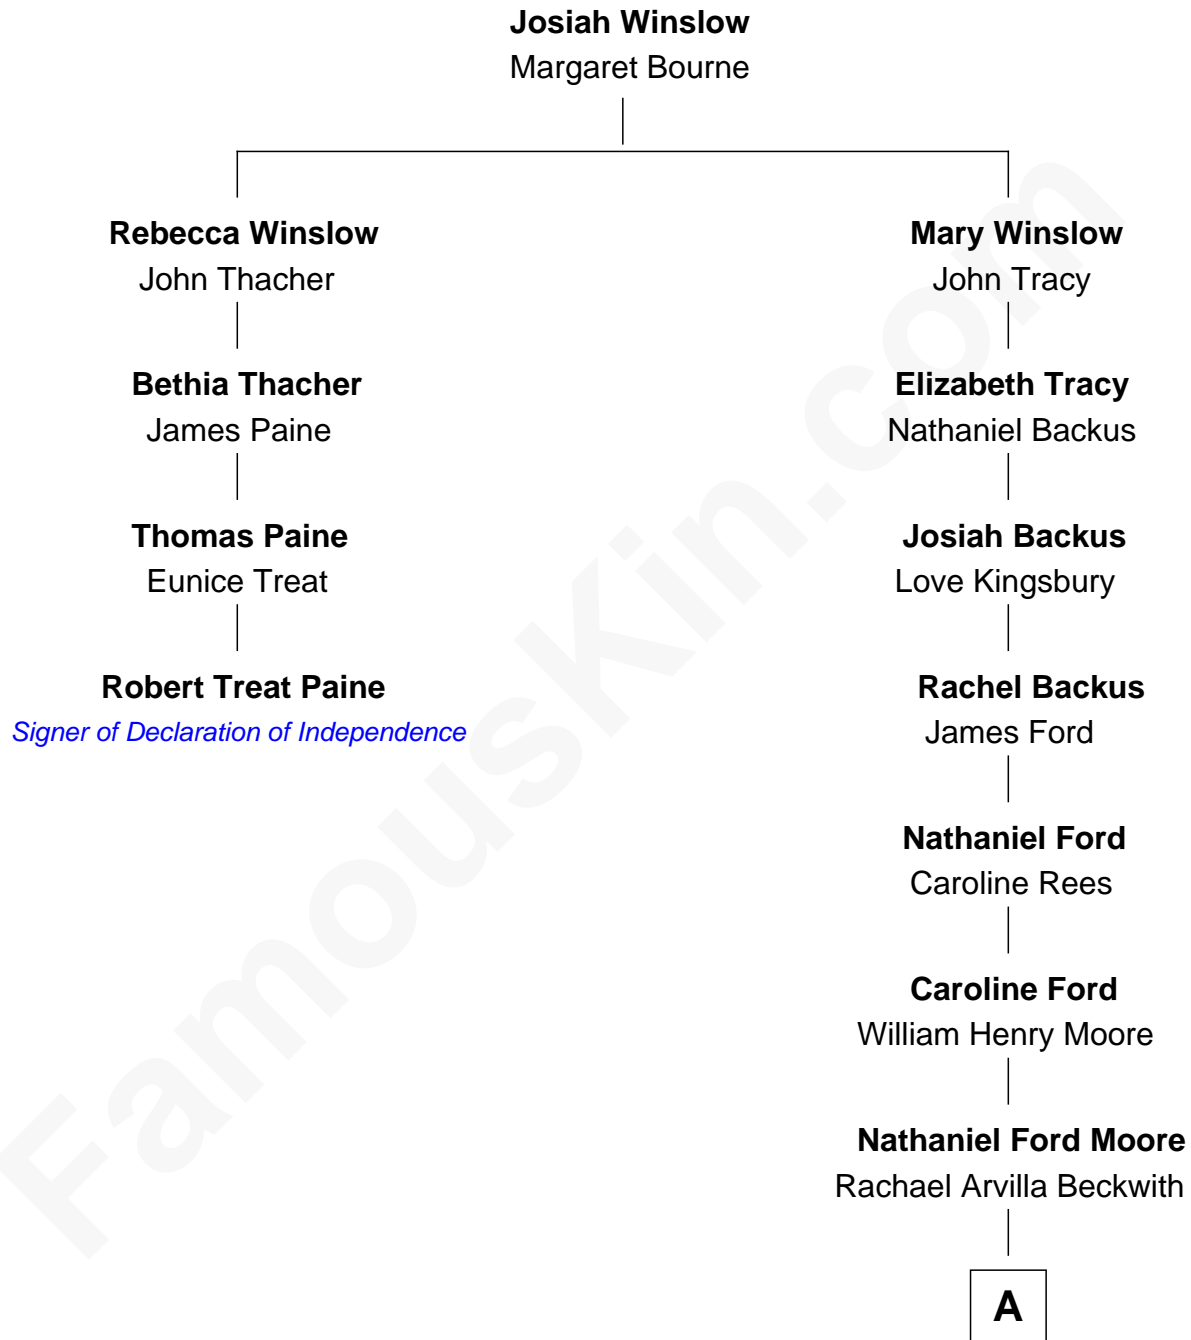 Josiah Winslow
Margaret Bourne
Rebecca Winslow
John Thacher
Mary Winslow
John Tracy
Bethia Thacher
James Paine
Elizabeth Tracy
Nathaniel Backus
Thomas Paine
Eunice Treat
Josiah Backus
Love Kingsbury
Robert Treat Paine
Signer of Declaration of Independence
Rachel Backus
James Ford
Nathaniel Ford
Caroline Rees
Caroline Ford
William Henry Moore
Nathaniel Ford Moore
Rachael Arvilla Beckwith
A
FamousKin.com